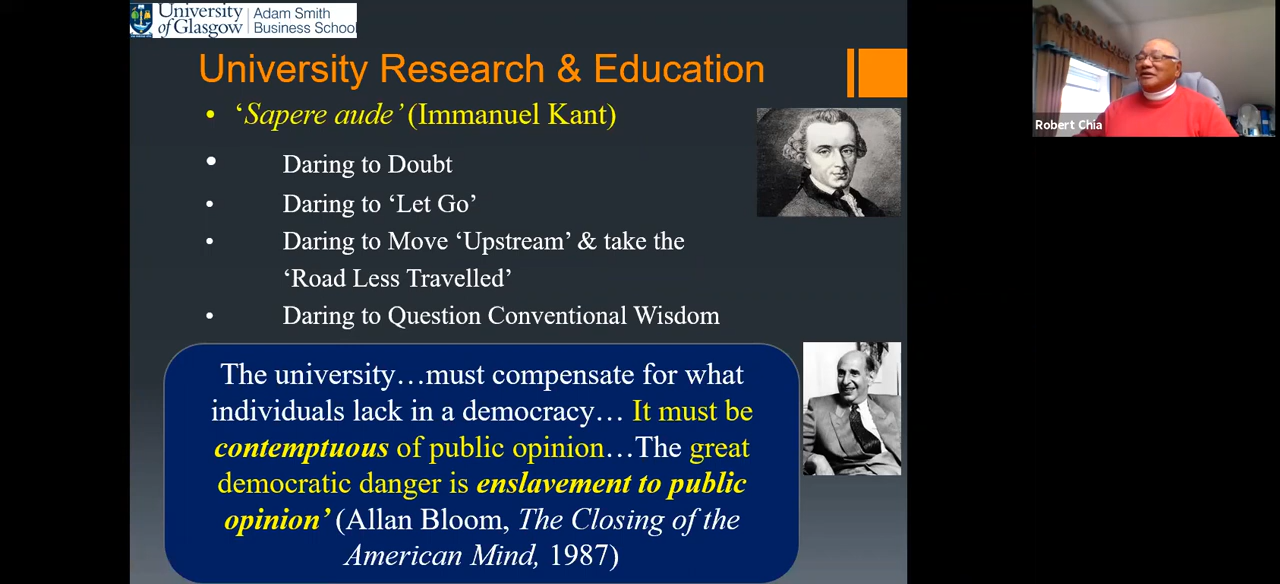 University
of Glasgow
Adam Smith
Business School
University Research & Education
• ‘Sapere aude’ (Immanuel Kant)
• Daring to Doubt
• Daring to ‘Let Go’
• Daring to Move ‘Upstream’ & take the
‘Road Less Travelled’
• Daring to Question Conventional Wisdom
The university…must compensate for what
individuals lack in a democracy… It must be
contemptuous of public opinion…The great
democratic danger is enslavement to public
opinion’ (Allan Bloom, The Closing of the
American Mind, 1987)
Robert Chia